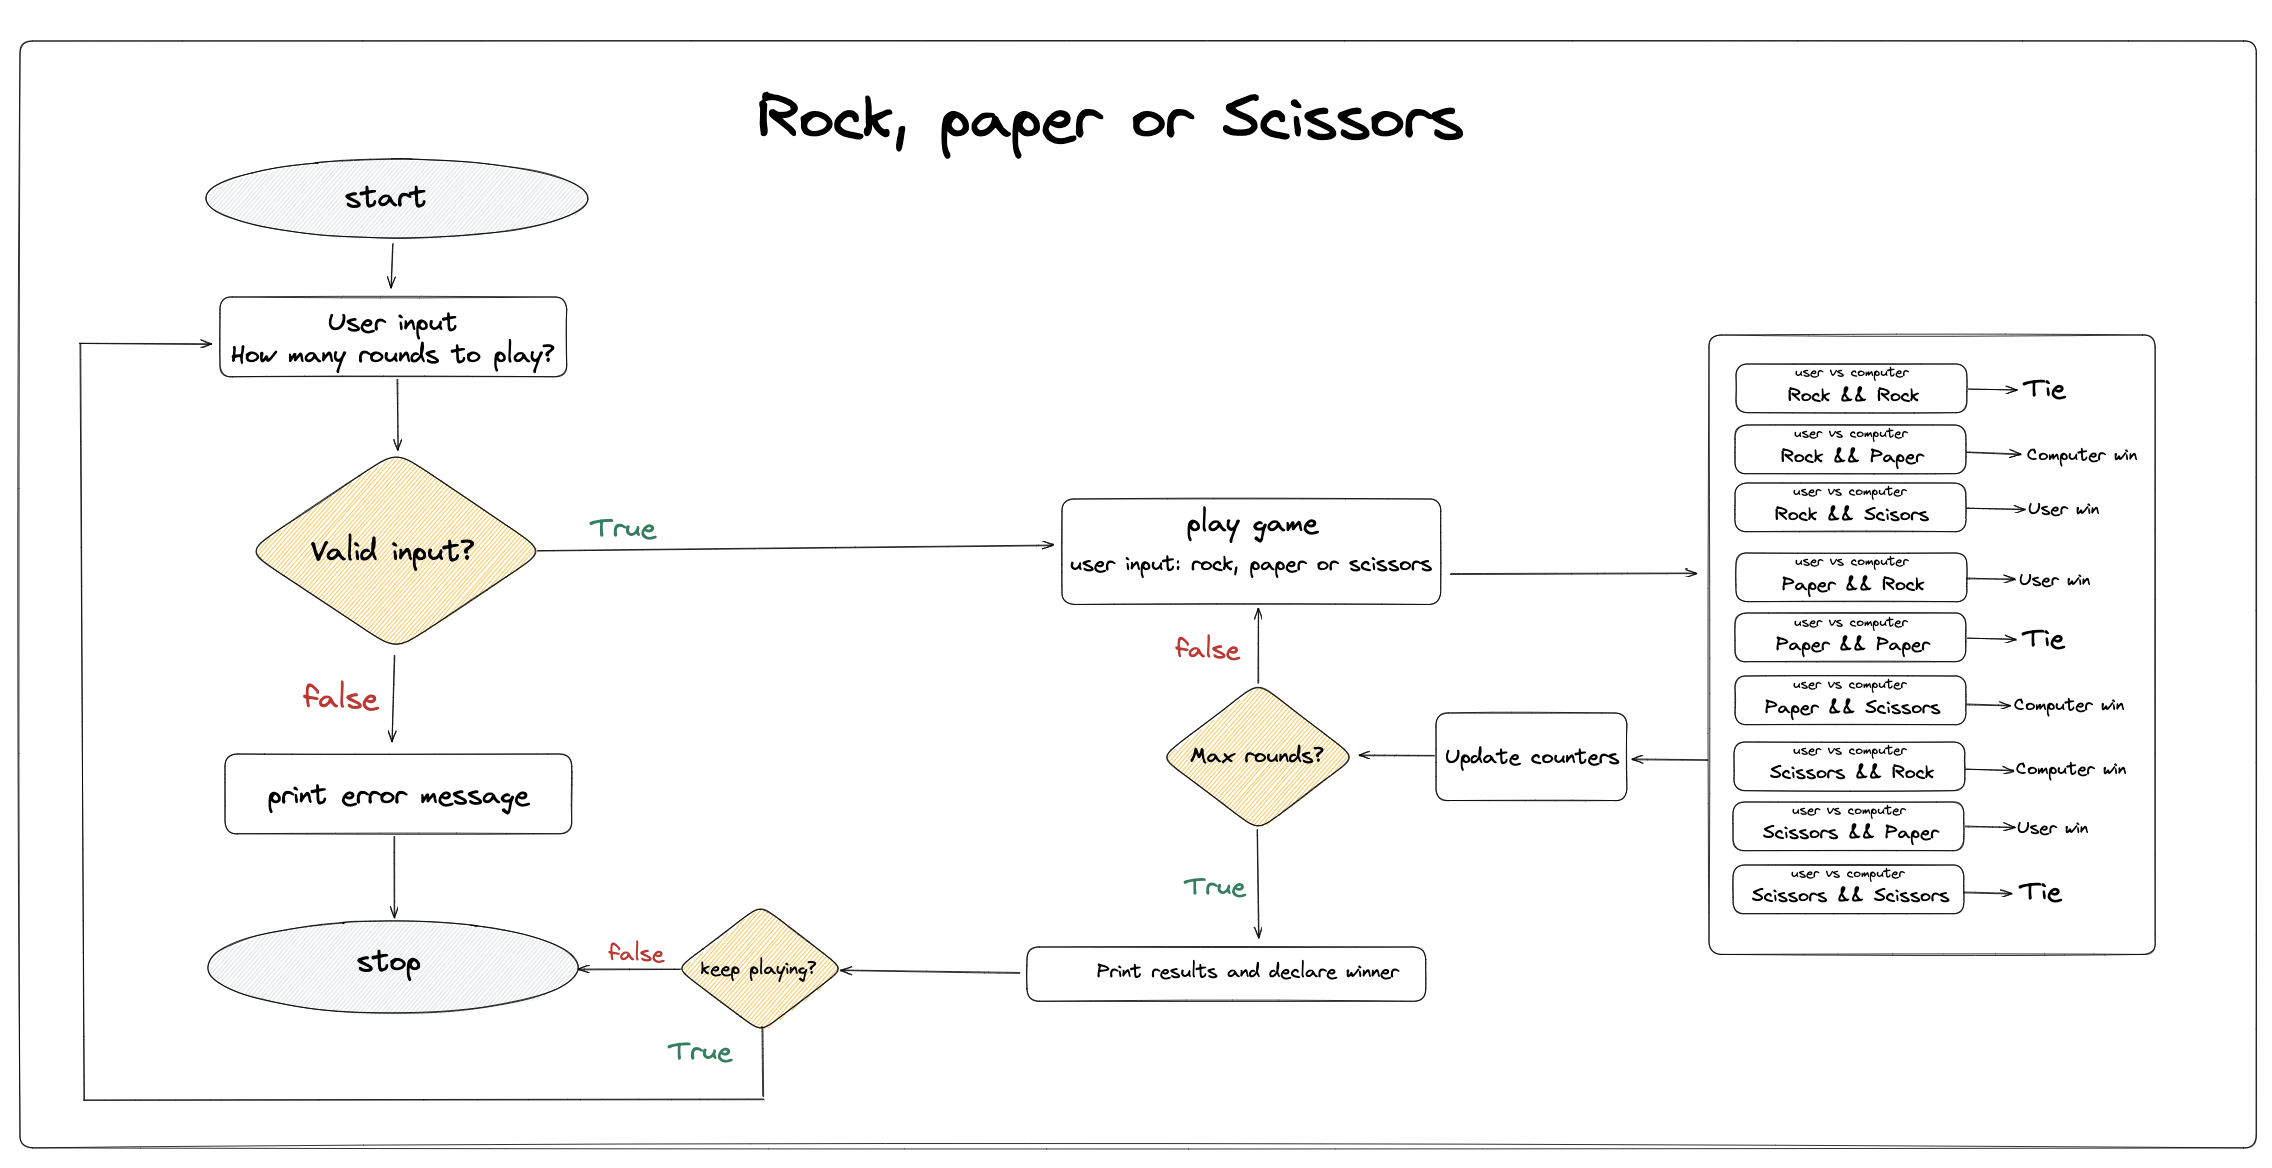 Rock, paper or Scissors
start
User input
How many rounds to play?
Valid input?
True
false
print error message
stop
play game
user input: rock, paper or scissors
false
Max rounds?
True
Update counters
Print results and declare winner
keep playing?
false
True
user vs computer
Rock && Rock
Tie
user vs computer
Rock && Paper
Computer win
user vs computer
Rock && Scisors
User win
user vs computer
Paper && Rock
User win
user vs computer
Paper && Paper
Tie
user vs computer
Paper && Scissors
Computer win
user vs computer
Scissors && Rock
Computer win
user vs computer
Scissors && Paper
User win
user vs computer
Scissors && Scissors
Tie